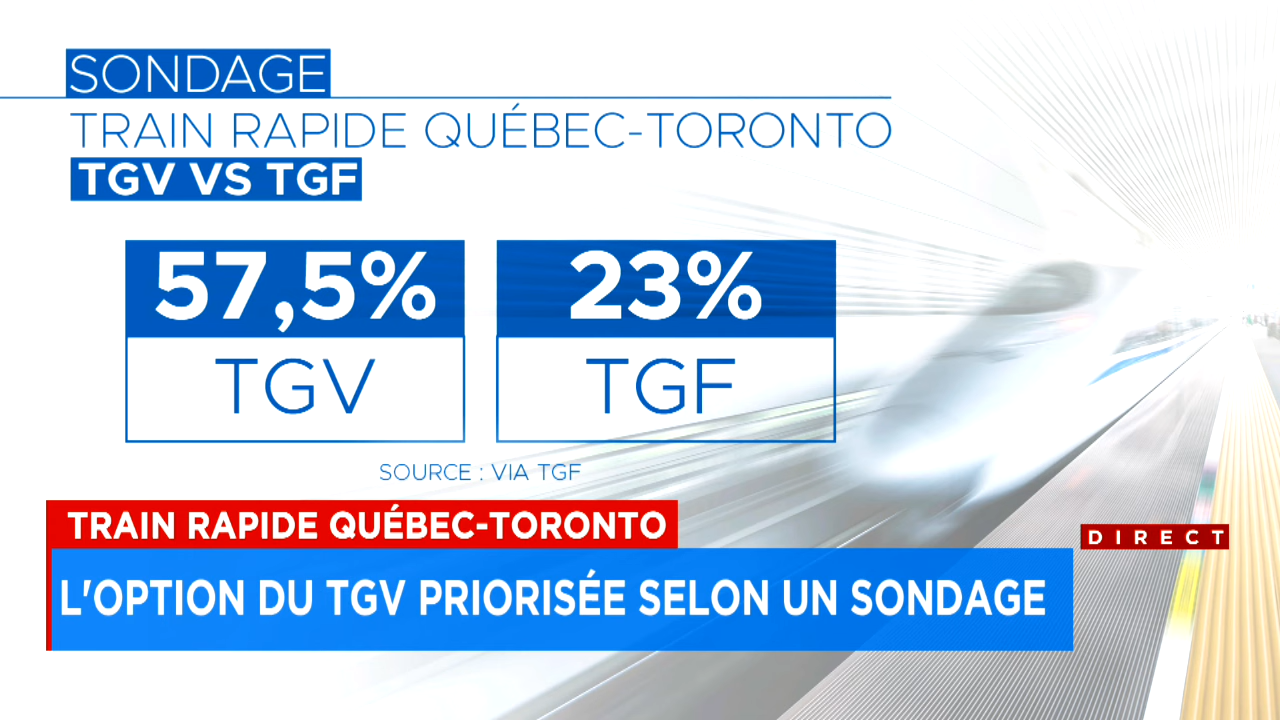 SONDAGE
TRAIN RAPIDE QUÉBEC-TORONTO
TGV VS TGF
57,5%
TGV
23%
TGF
SOURCE : VIA TGF
TRAIN RAPIDE QUÉBEC-TORONTO
DIRECT
L'OPTION DU TGV PRIORISÉE SELON UN SONDAGE